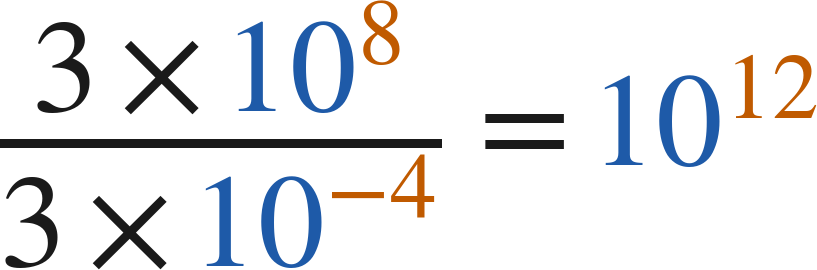 3 × 10⁸
3 × 10⁻⁴
= 10¹²